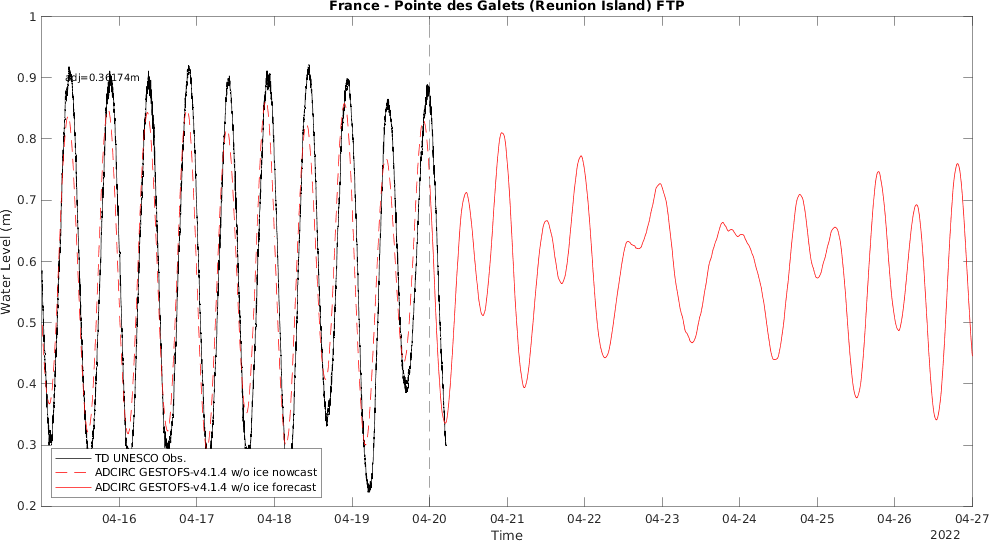 France - Pointe des Galets (Reunion Island) FTP
adj=0.36174m
Water Level (m)
1
0.9
0.8
0.7
0.6
0.5
0.4
0.3
0.2
TD UNESCO Obs.
ADCIRC GESTOFS-v4.1.4 w/o ice nowcast
ADCIRC GESTOFS-v4.1.4 w/o ice forecast
04-16 04-17 04-18 04-19 04-20 04-21 04-22 04-23 04-24 04-25 04-26 04-27
Time
2022